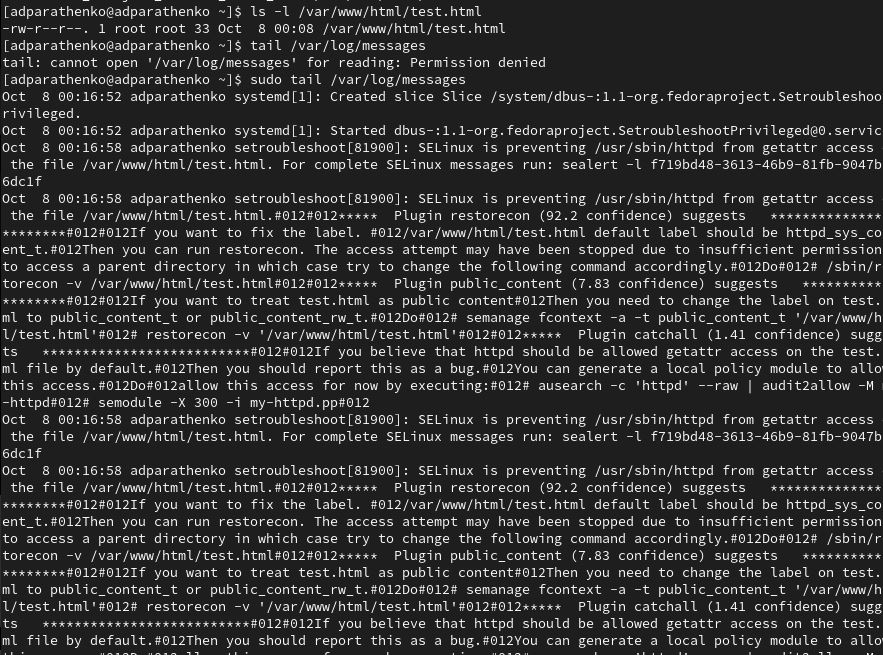 [adparathenko@adparathenko ~]$ ls -l /var/www/html/test.html
-rw-r--r--. 1 root root 33 Oct  8 00:08 /var/www/html/test.html
[adparathenko@adparathenko ~]$ tail /var/log/messages
tail: cannot open '/var/log/messages' for reading: Permission denied
[adparathenko@adparathenko ~]$ sudo tail /var/log/messages
Oct  8 00:16:52 adparathenko systemd[1]: Created slice Slice /system/dbus-:1.1-org.fedoraproject.Setroubleshoo
rivileged.
Oct  8 00:16:52 adparathenko systemd[1]: Started dbus-:1.1-org.fedoraproject.SetroubleshootPrivileged@0.servic
Oct  8 00:16:58 adparathenko setroubleshoot[81900]: SELinux is preventing /usr/sbin/httpd from getattr access
 the file /var/www/html/test.html. For complete SELinux messages run: sealert -l f719bd48-3613-46b9-81fb-9047b
6dc1f
Oct  8 00:16:58 adparathenko setroubleshoot[81900]: SELinux is preventing /usr/sbin/httpd from getattr access
 the file /var/www/html/test.html.#012#012*****  Plugin restorecon (92.2 confidence) suggests   **************
********#012#012If you want to fix the label. #012/var/www/html/test.html default label should be httpd_sys_co
ent_t.#012Then you can run restorecon. The access attempt may have been stopped due to insufficient permission
to access a parent directory in which case try to change the following command accordingly.#012Do#012# /sbin/r
torecon -v /var/www/html/test.html#012#012*****  Plugin public_content (7.83 confidence) suggests   **********
********#012#012If you want to treat test.html as public content#012Then you need to change the label on test.
ml to public_content_t or public_content_rw_t.#012Do#012# semanage fcontext -a -t public_content_t '/var/www/h
l/test.html'#012# restorecon -v '/var/www/html/test.html'#012#012*****  Plugin catchall (1.41 confidence) sugg
ts   **************************#012#012If you believe that httpd should be allowed getattr access on the test.
ml file by default.#012Then you should report this as a bug.#012You can generate a local policy module to allo
this access.#012Do#012allow this access for now by executing:#012# ausearch -c 'httpd' --raw | audit2allow -M
-httpd#012# semodule -X 300 -i my-httpd.pp#012
Oct  8 00:16:58 adparathenko setroubleshoot[81900]: SELinux is preventing /usr/sbin/httpd from getattr access
 the file /var/www/html/test.html. For complete SELinux messages run: sealert -l f719bd48-3613-46b9-81fb-9047b
6dc1f
Oct  8 00:16:58 adparathenko setroubleshoot[81900]: SELinux is preventing /usr/sbin/httpd from getattr access
 the file /var/www/html/test.html.#012#012*****  Plugin restorecon (92.2 confidence) suggests   **************
********#012#012If you want to fix the label. #012/var/www/html/test.html default label should be httpd_sys_co
ent_t.#012Then you can run restorecon. The access attempt may have been stopped due to insufficient permission
to access a parent directory in which case try to change the following command accordingly.#012Do#012# /sbin/r
torecon -v /var/www/html/test.html#012#012*****  Plugin public_content (7.83 confidence) suggests   **********
********#012#012If you want to treat test.html as public content#012Then you need to change the label on test.
ml to public_content_t or public_content_rw_t.#012Do#012# semanage fcontext -a -t public_content_t '/var/www/h
l/test.html'#012# restorecon -v '/var/www/html/test.html'#012#012*****  Plugin catchall (1.41 confidence) sugg
ts   **************************#012#012If you believe that httpd should be allowed getattr access on the test.
ml file by default.#012Then you should report this as a bug.#012You can generate a local policy module to allo